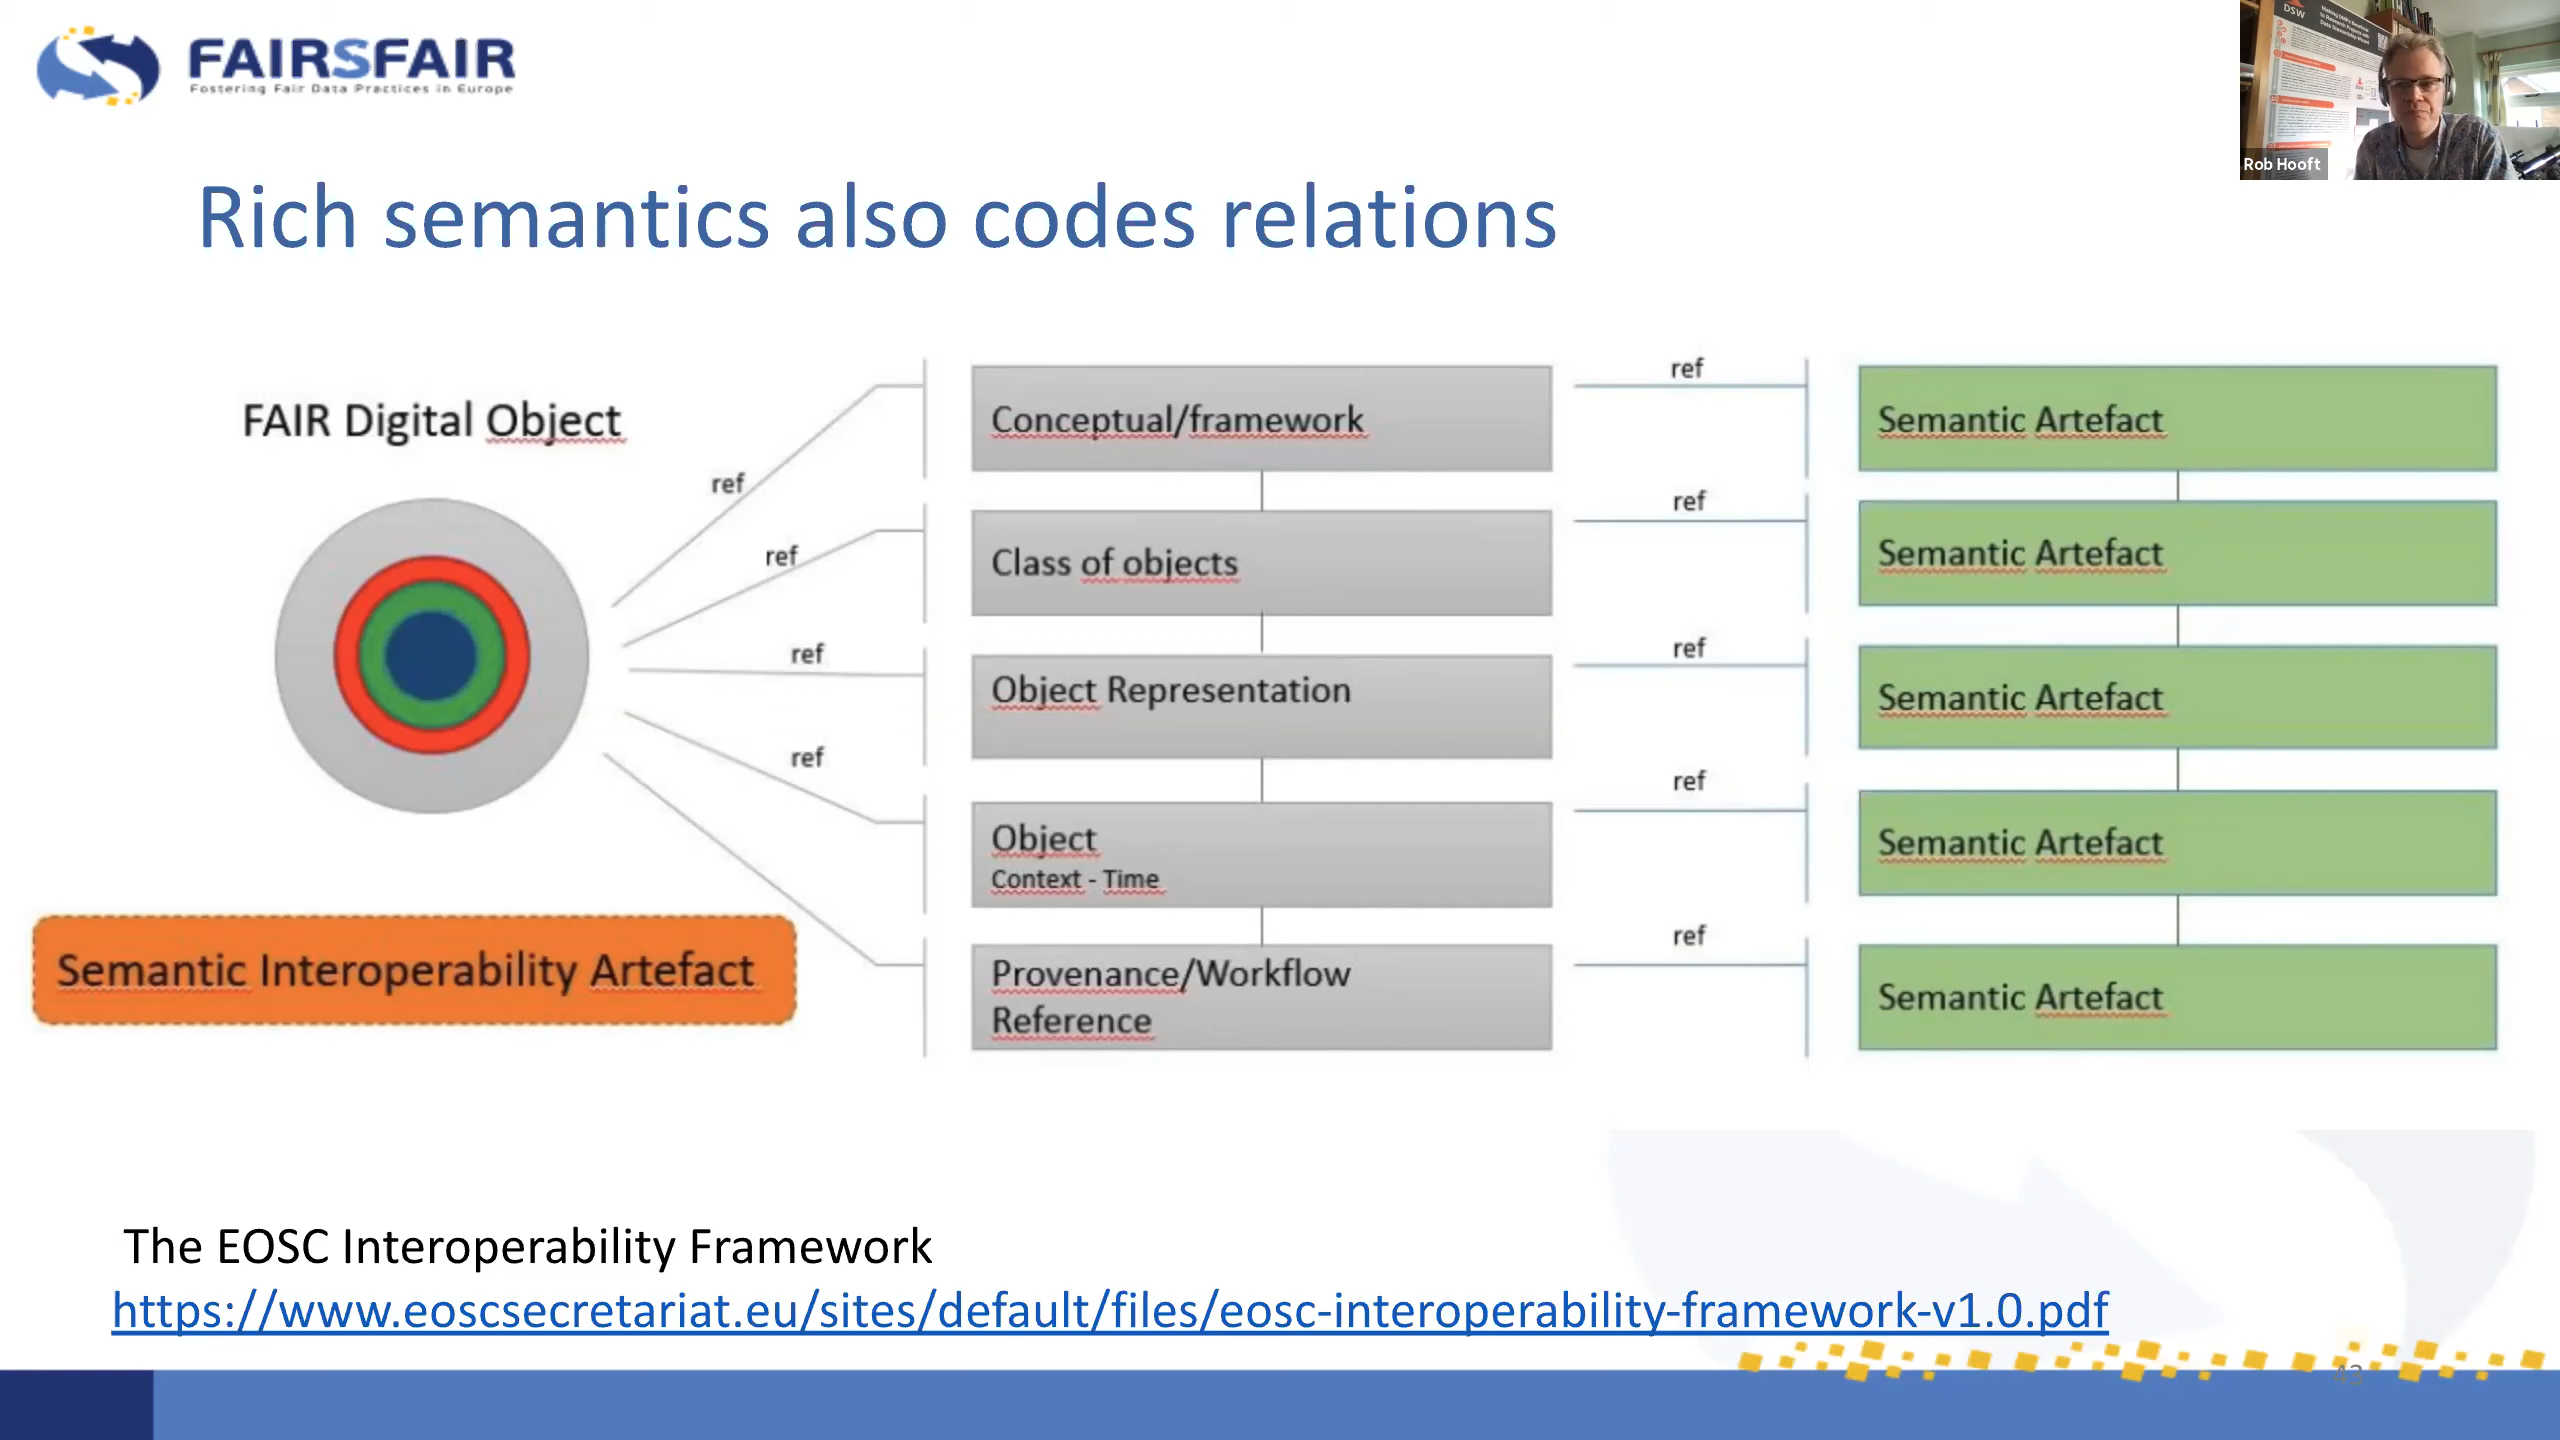 FAIRSFAIR
Fostering Fair Data Practices in Europe
DSW
Rob Hooft
Rich semantics also codes relations
FAIR Digital Object
ref
ref
ref
ref
Semantic Interoperability Artefact
Conceptual/framework
Class of objects
Object Representation
Object
Context - Time
Provenance/Workflow
Reference
ref
ref
ref
ref
ref
Semantic Artefact
Semantic Artefact
Semantic Artefact
Semantic Artefact
Semantic Artefact
The EOSC Interoperability Framework
https://www.eoscsecretariat.eu/sites/default/files/eosc-interoperability-framework-v1.0.pdf
43